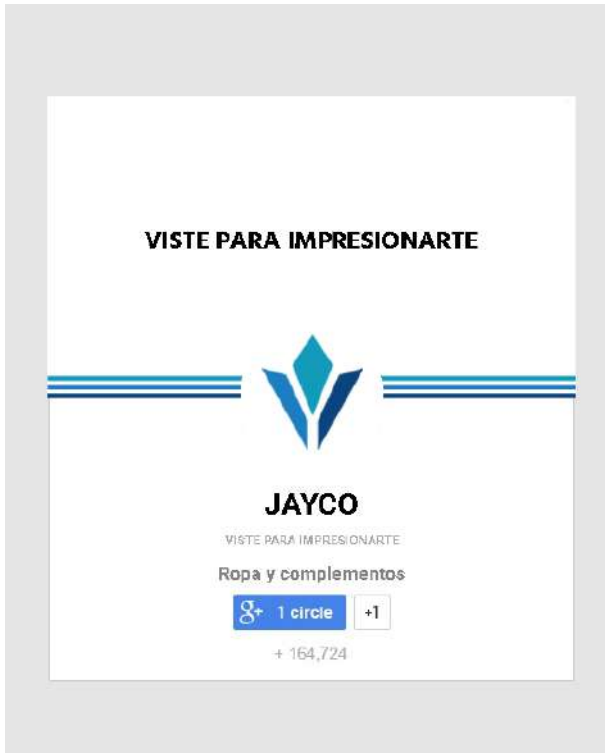 VISTE PARA IMPRESIONARTE
JAYCO
VISTE PARA IMPRESIONARTE
Ropa y complementos
g+ 1 circle +1
+ 164,724